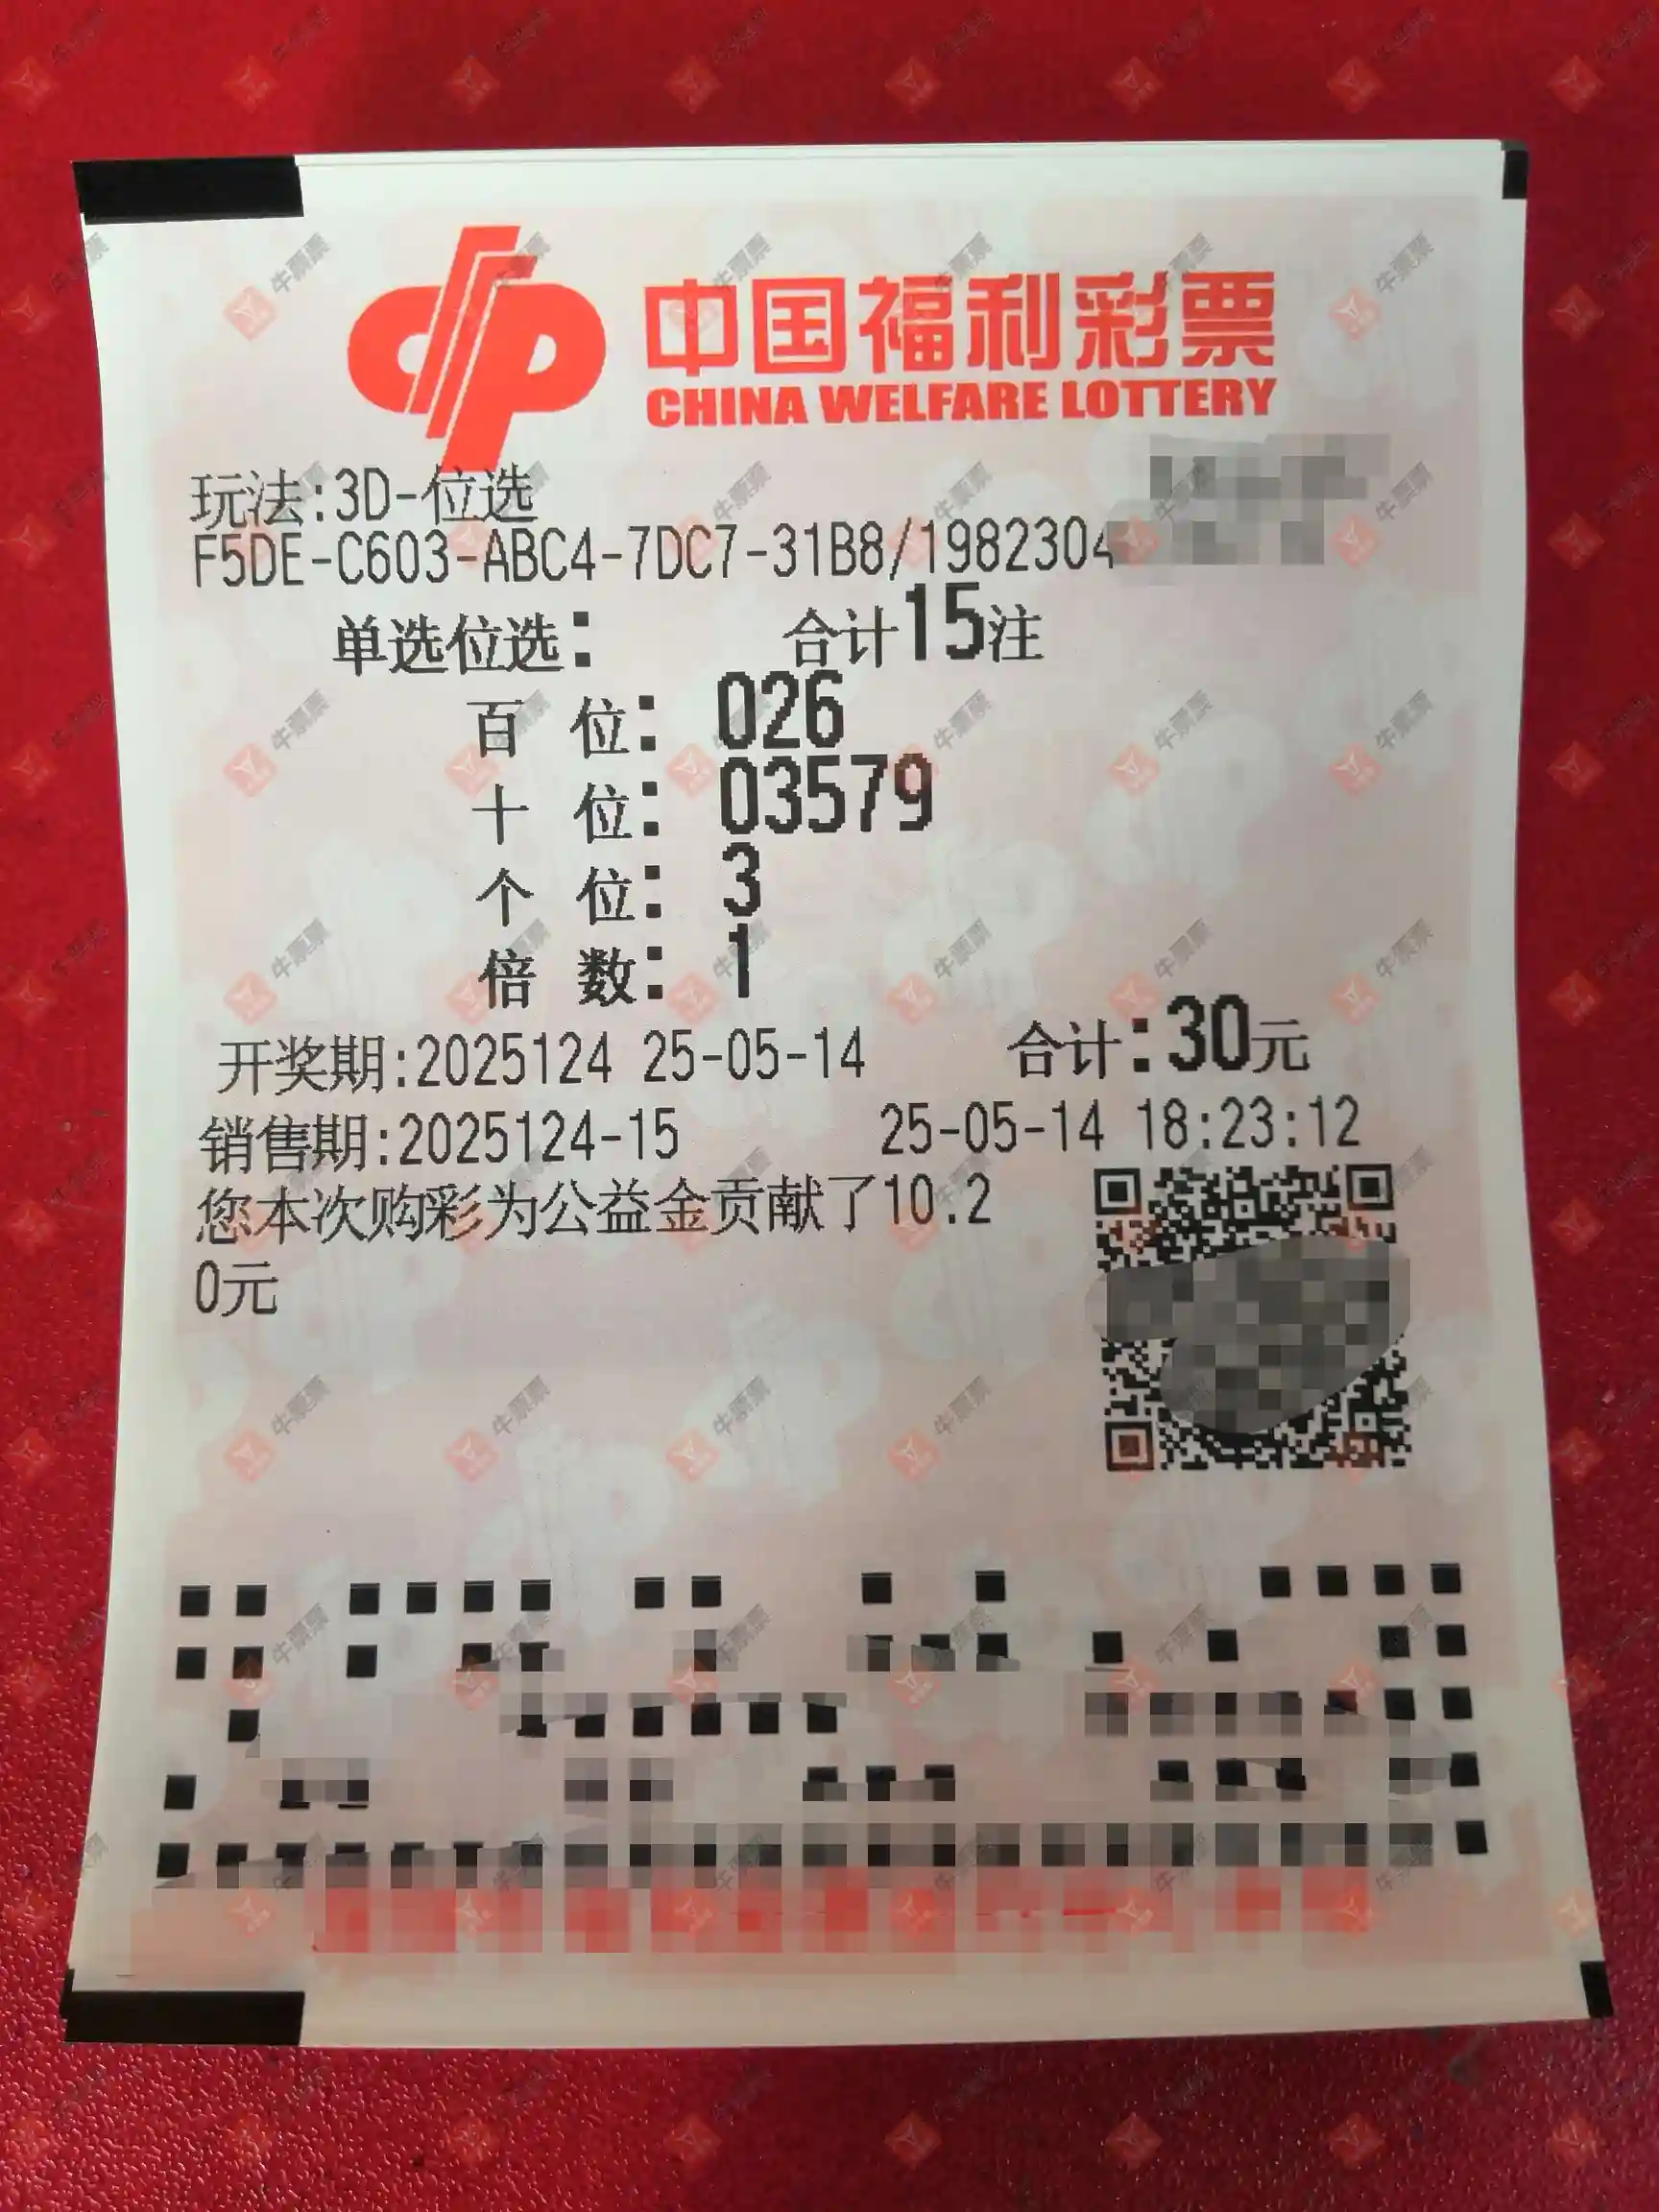 中国福利彩票
CHINA WELFARE LOTTERY
玩法:3D-位选
F5DE-C603-ABC4-7DC7-31B8/1982304
单选位选: 合计15注
百 位: 026
十 位: 03579
个 位: 3
倍 数: 1
开奖期:2025124 25-05-14 合计:30元
销售期:2025124-15 25-05-14 18:23:12
您本次购彩为公益金贡献了10.2
0元
牛票票